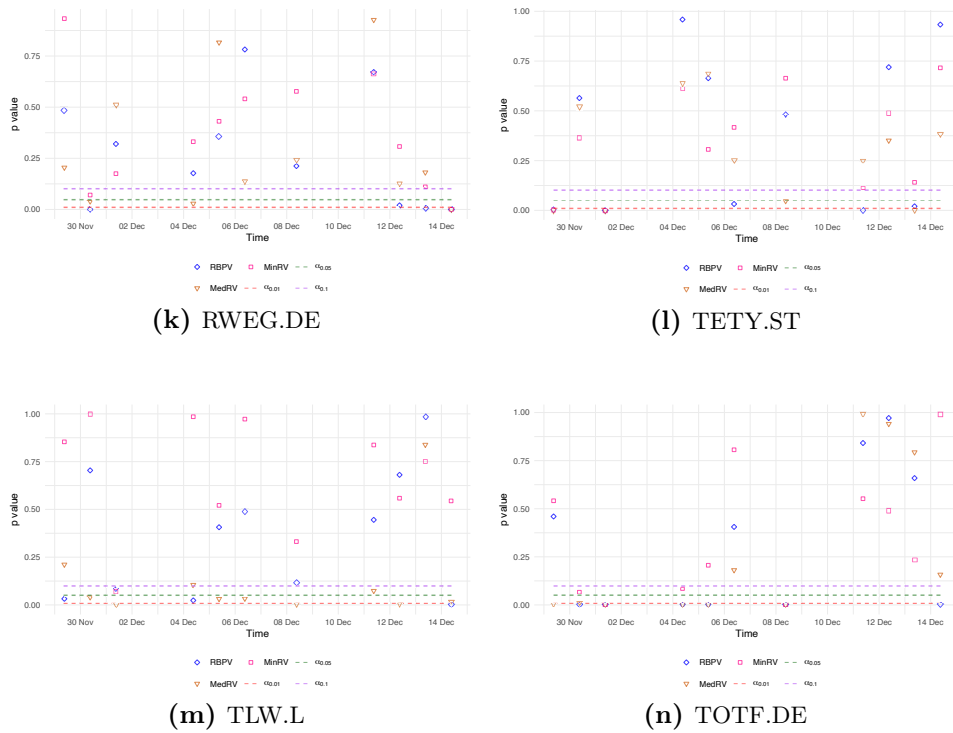 0.75
0.50
0.25
0.00
p value
30 Nov 02 Dec 04 Dec 06 Dec 08 Dec 10 Dec 12 Dec 14 Dec
Time
RBPV MinRV α0.05
MedRV α0.01 α0.1
(k) RWEG.DE
1.00
0.75
0.50
0.25
0.00
p value
30 Nov 02 Dec 04 Dec 06 Dec 08 Dec 10 Dec 12 Dec 14 Dec
Time
RBPV MinRV α0.05
MedRV α0.01 α0.1
(l) TETY.ST
1.00
0.75
0.50
0.25
0.00
p value
30 Nov 02 Dec 04 Dec 06 Dec 08 Dec 10 Dec 12 Dec 14 Dec
Time
RBPV MinRV α0.05
MedRV α0.01 α0.1
(m) TLW.L
1.00
0.75
0.50
0.25
0.00
p value
30 Nov 02 Dec 04 Dec 06 Dec 08 Dec 10 Dec 12 Dec 14 Dec
Time
RBPV MinRV α0.05
MedRV α0.01 α0.1
(n) TOTF.DE